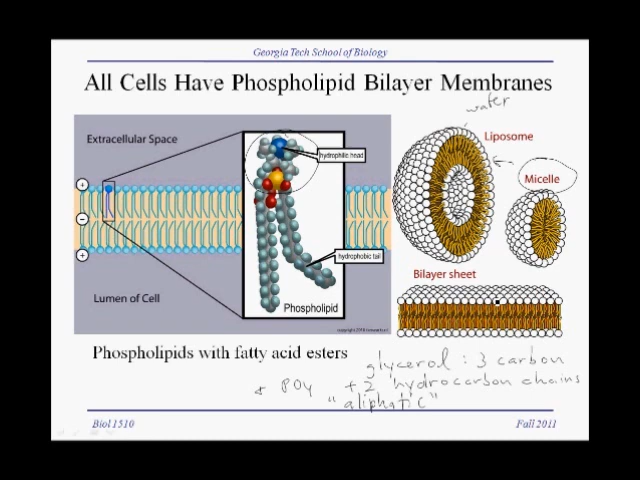 Georgia Tech School of Biology
All Cells Have Phospholipid Bilayer Membranes
water
Extracellular Space
hydrophilic head
Liposome
Micelle
+
−
+
hydrophobic tail
Bilayer sheet
Lumen of Cell
Phospholipid
Phospholipids with fatty acid esters
glycerol : 3 carbon
+ 2 hydrocarbon chains
& PO4
"aliphatic"
Biol 1510
Fall 2011